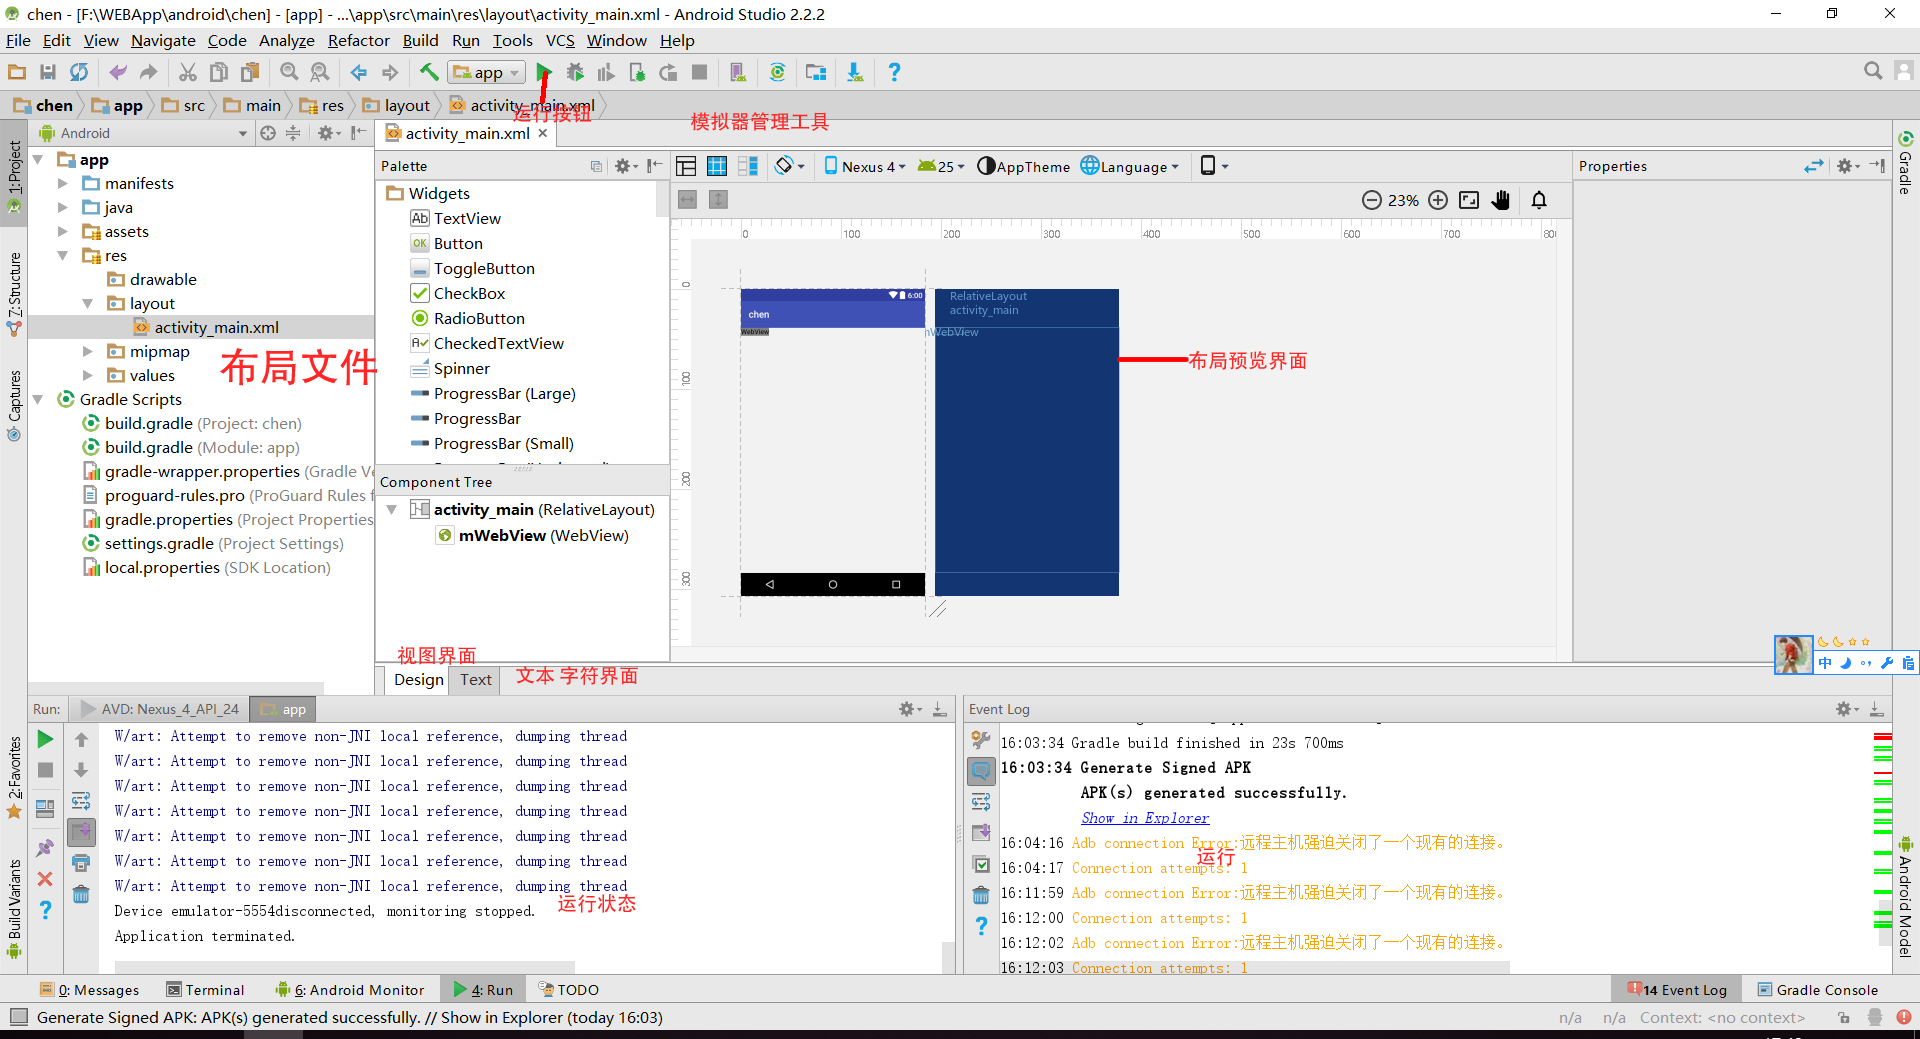 chen - [F:\WEBApp\android\chen] - [app] - ...\app\src\main\res\layout\activity_main.xml - Android Studio 2.2.2
File Edit View Navigate Code Analyze Refactor Build Run Tools VCS Window Help
app
chen app src main res layout activity_main.xml
运行按钮
模拟器管理工具
Android
activity_main.xml
1: Project
7: Structure
Captures
2: Favorites
Build Variants
app
manifests
java
assets
res
drawable
layout
activity_main.xml
mipmap
values
布局文件
Gradle Scripts
build.gradle (Project: chen)
build.gradle (Module: app)
gradle-wrapper.properties (Gradle Ve
proguard-rules.pro (ProGuard Rules f
gradle.properties (Project Properties
settings.gradle (Project Settings)
local.properties (SDK Location)
Palette
Widgets
Ab TextView
OK Button
ToggleButton
CheckBox
RadioButton
CheckedTextView
Spinner
ProgressBar (Large)
ProgressBar
ProgressBar (Small)
Component Tree
activity_main (RelativeLayout)
mWebView (WebView)
视图界面
文本 字符界面
Design Text
Nexus 4 25 AppTheme Language
23%
0 100 200 300 400 500 600 700 80
0
100
200
300
6:00
chen
WebView
RelativeLayout
activity_main
mWebView
布局预览界面
Properties
Gradle
Android Model
中
Run: AVD: Nexus_4_API_24 app
W/art: Attempt to remove non-JNI local reference, dumping thread
W/art: Attempt to remove non-JNI local reference, dumping thread
W/art: Attempt to remove non-JNI local reference, dumping thread
W/art: Attempt to remove non-JNI local reference, dumping thread
W/art: Attempt to remove non-JNI local reference, dumping thread
W/art: Attempt to remove non-JNI local reference, dumping thread
W/art: Attempt to remove non-JNI local reference, dumping thread
Device emulator-5554disconnected, monitoring stopped.
运行状态
Application terminated.
Event Log
16:03:34 Gradle build finished in 23s 700ms
16:03:34 Generate Signed APK
APK(s) generated successfully.
Show in Explorer
16:04:16 Adb connection Error:远程主机强迫关闭了一个现有的连接。
运行
16:04:17 Connection attempts: 1
16:11:59 Adb connection Error:远程主机强迫关闭了一个现有的连接。
16:12:00 Connection attempts: 1
16:12:02 Adb connection Error:远程主机强迫关闭了一个现有的连接。
16:12:03 Connection attempts: 1
0: Messages Terminal 6: Android Monitor 4: Run TODO
14 Event Log Gradle Console
Generate Signed APK: APK(s) generated successfully. // Show in Explorer (today 16:03)
n/a n/a Context: <no context>